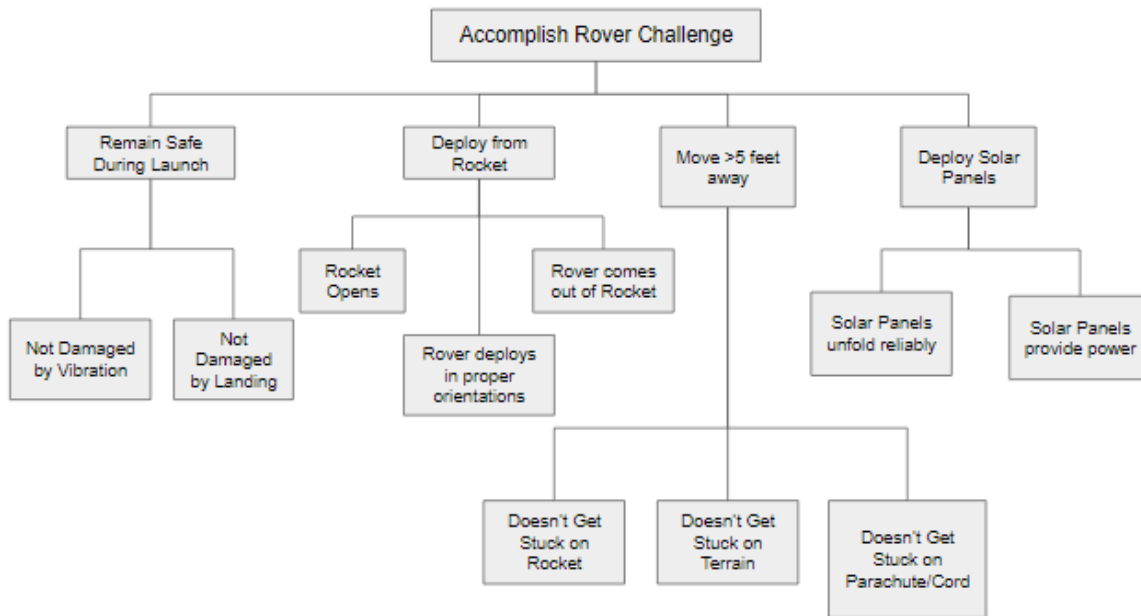 Accomplish Rover Challenge
Remain Safe
During Launch
Deploy from
Rocket
Move >5 feet
away
Deploy Solar
Panels
Rocket
Opens
Rover comes
out of Rocket
Not Damaged
by Vibration
Not
Damaged
by Landing
Rover deploys
in proper
orientations
Solar Panels
unfold reliably
Solar Panels
provide power
Doesn't Get
Stuck on
Rocket
Doesn't Get
Stuck on
Terrain
Doesn't Get
Stuck on
Parachute/Cord